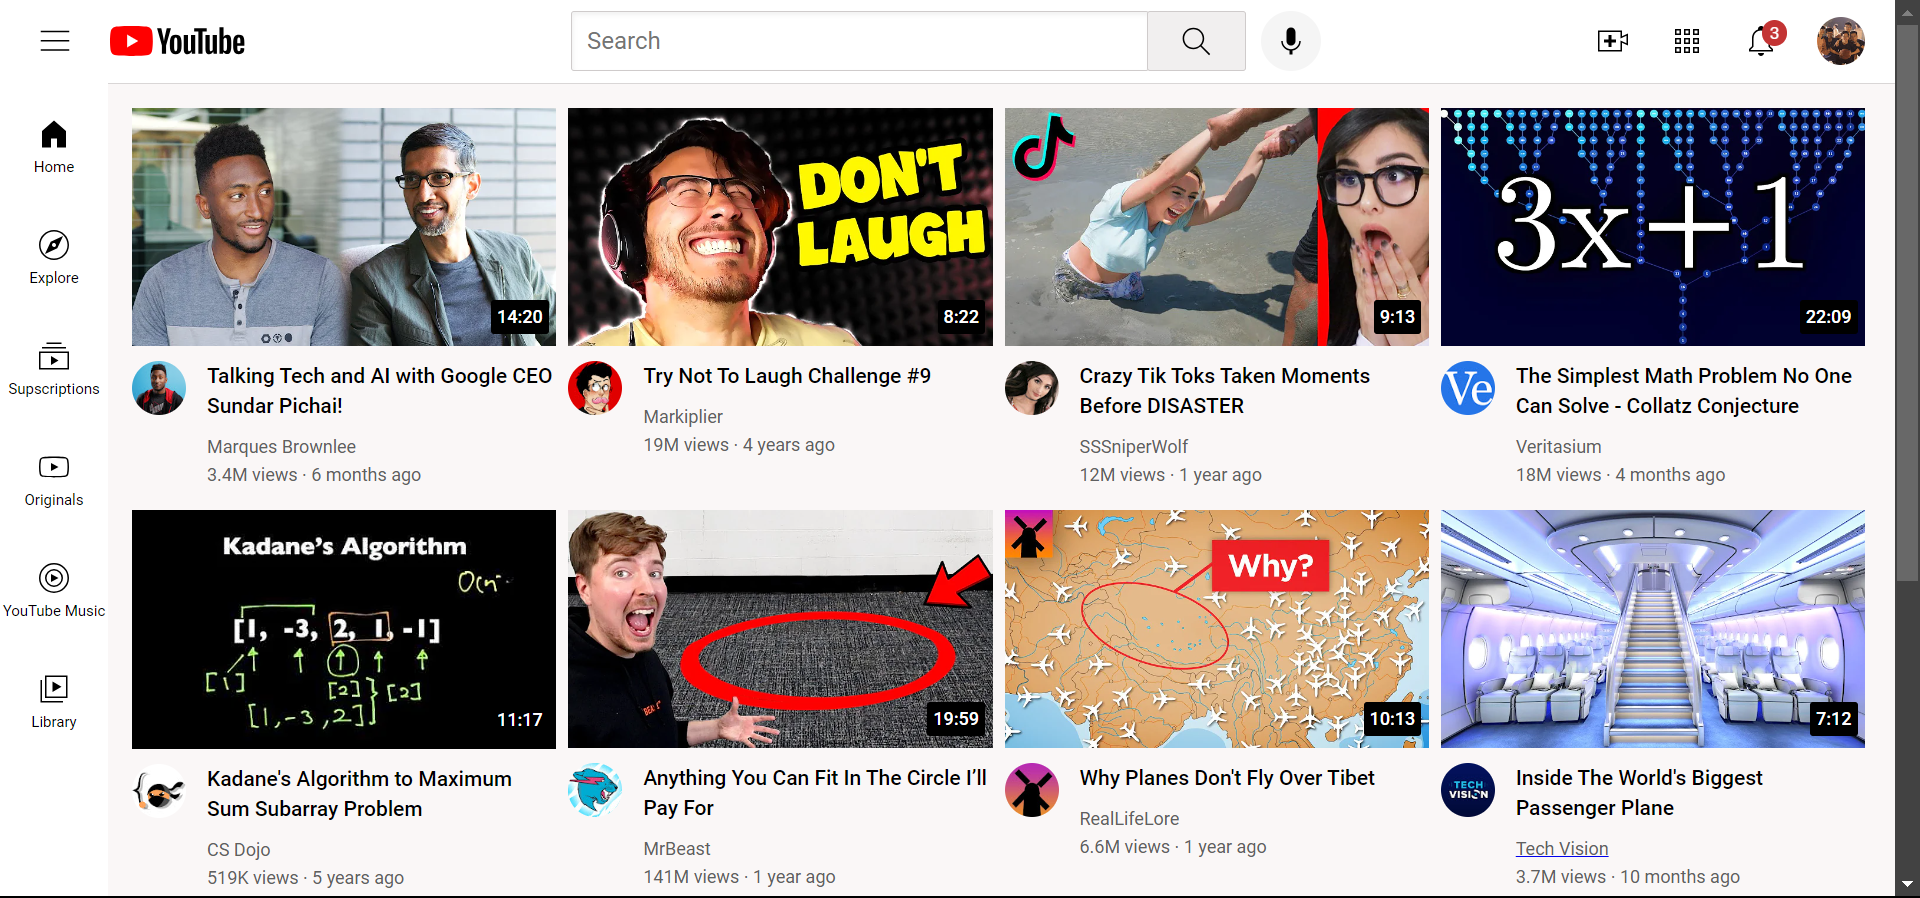 YouTube
Search
3
Home
Explore
Supscriptions
Originals
YouTube Music
Library
14:20
Talking Tech and AI with Google CEO
Sundar Pichai!
Marques Brownlee
3.4M views · 6 months ago
DON'T
LAUGH
8:22
Try Not To Laugh Challenge #9
Markiplier
19M views · 4 years ago
9:13
Crazy Tik Toks Taken Moments
Before DISASTER
SSSniperWolf
12M views · 1 year ago
3x+1
22:09
Ve
The Simplest Math Problem No One
Can Solve - Collatz Conjecture
Veritasium
18M views · 4 months ago
Kadane's Algorithm
[1, -3, 2, 1, -1]
[1]
[2]
[2]
[1,-3,2]
11:17
Kadane's Algorithm to Maximum
Sum Subarray Problem
CS Dojo
519K views · 5 years ago
19:59
Anything You Can Fit In The Circle I’ll
Pay For
MrBeast
141M views · 1 year ago
Why?
10:13
Why Planes Don't Fly Over Tibet
RealLifeLore
6.6M views · 1 year ago
7:12
TECH
VISION
Inside The World's Biggest
Passenger Plane
Tech Vision
3.7M views · 10 months ago